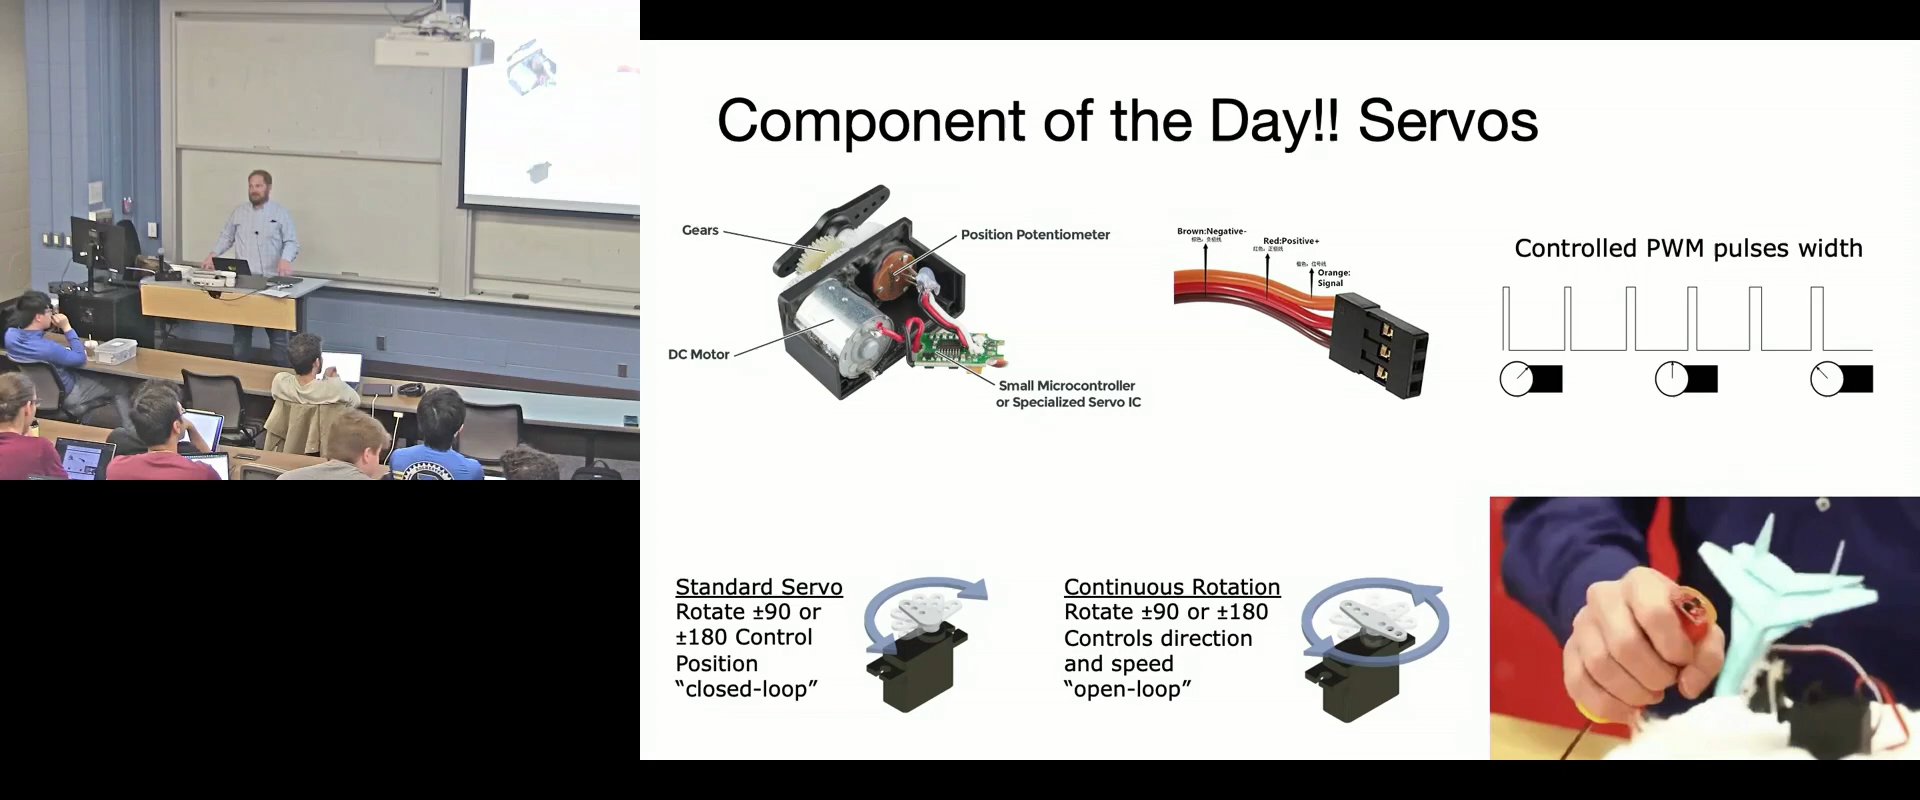 Component of the Day!! Servos
Gears
Position Potentiometer
DC Motor
Small Microcontroller
or Specialized Servo IC
Brown:Negative-
Red:Positive+
Orange:
Signal
Controlled PWM pulses width
Standard Servo
Rotate ±90 or
±180 Control
Position
“closed-loop”
Continuous Rotation
Rotate ±90 or ±180
Controls direction
and speed
“open-loop”